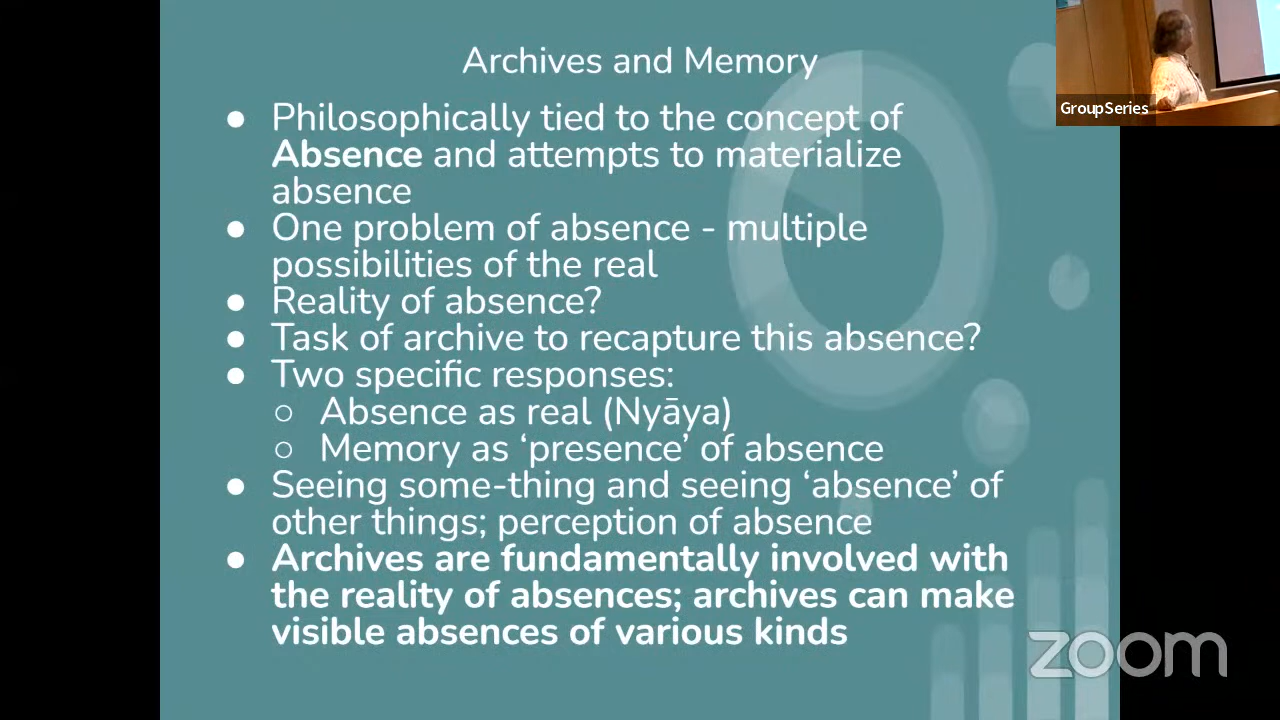 Archives and Memory
● Philosophically tied to the concept of
Absence and attempts to materialize
absence
● One problem of absence - multiple
possibilities of the real
● Reality of absence?
● Task of archive to recapture this absence?
● Two specific responses:
○ Absence as real (Nyāya)
○ Memory as ‘presence’ of absence
● Seeing some-thing and seeing ‘absence’ of
other things; perception of absence
● Archives are fundamentally involved with
the reality of absences; archives can make
visible absences of various kinds
GroupSeries
zoom